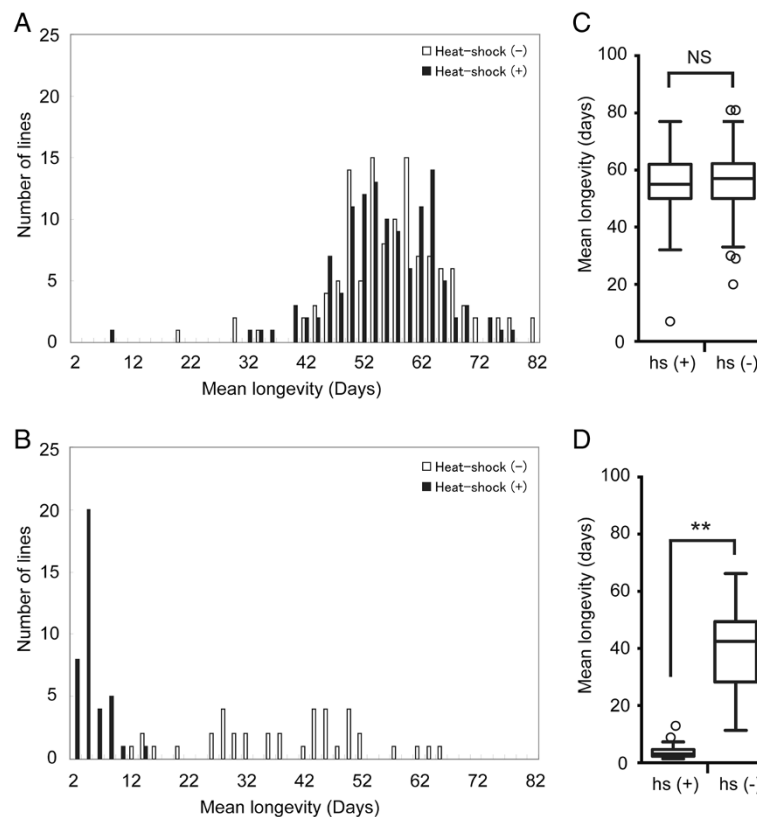 A
Number of lines
25
20
15
10
5
0
Heat-shock (-)
Heat-shock (+)
2 12 22 32 42 52 62 72 82
Mean longevity (Days)
C
NS
Mean longevity (days)
100
80
60
40
20
0
hs (+) hs (-)
B
Number of lines
25
20
15
10
5
0
Heat-shock (-)
Heat-shock (+)
2 12 22 32 42 52 62 72 82
Mean longevity (Days)
D
**
Mean longevity (days)
100
80
60
40
20
0
hs (+) hs (-)